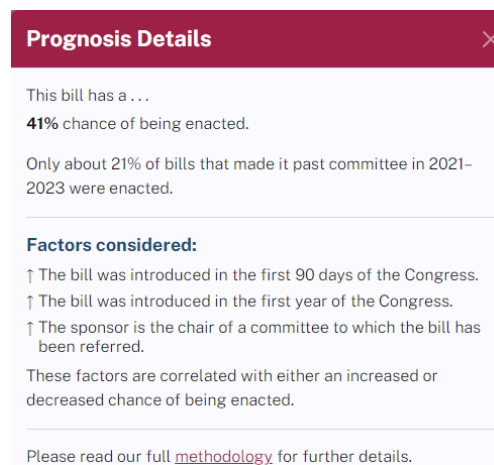 Prognosis Details
This bill has a . . .
41% chance of being enacted.
Only about 21% of bills that made it past committee in 2021–
2023 were enacted.
Factors considered:
↑ The bill was introduced in the first 90 days of the Congress.
↑ The bill was introduced in the first year of the Congress.
↑ The sponsor is the chair of a committee to which the bill has
been referred.
These factors are correlated with either an increased or
decreased chance of being enacted.
Please read our full methodology for further details.